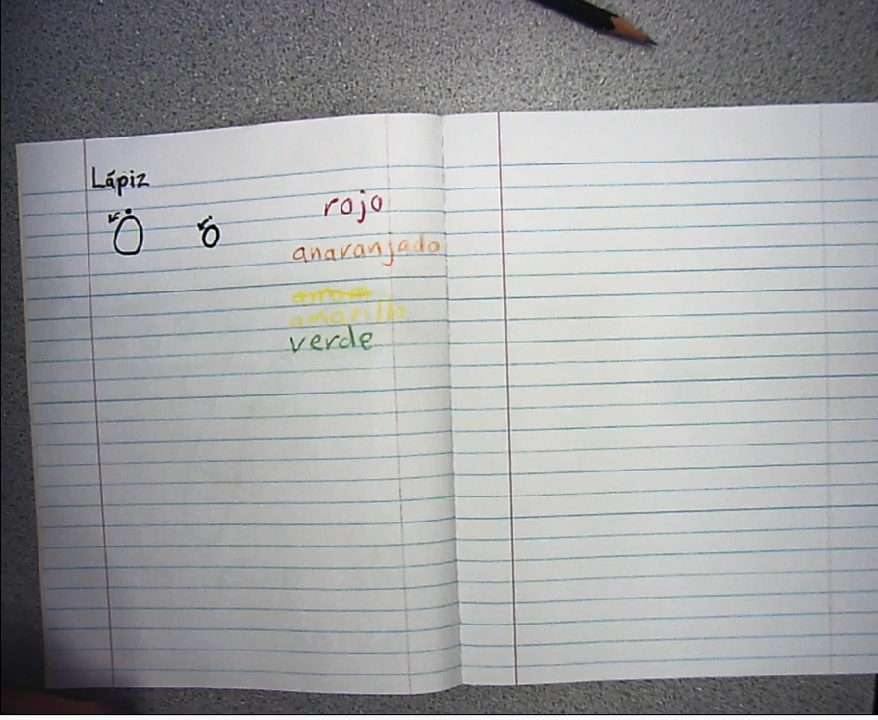 Lápiz
O o
rojo
anaranjado
amarillo
verde